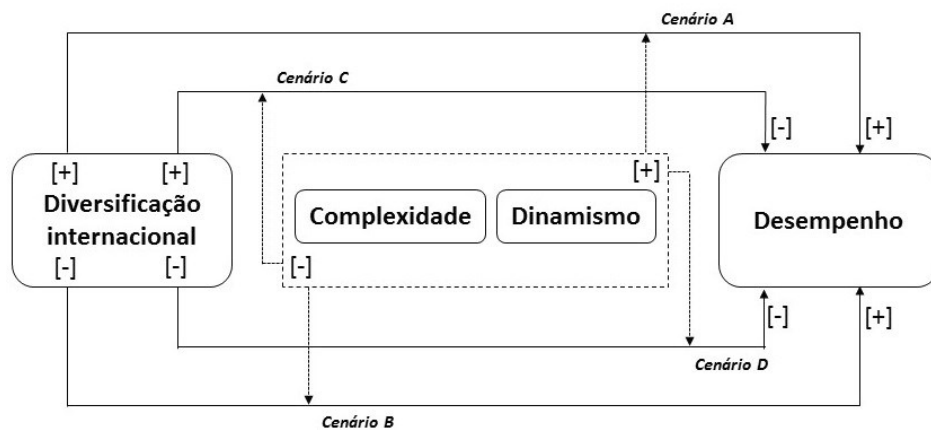 Cenário A
Cenário C
[-]
[+]
[+]
[+]
[+]
Diversificação
internacional
Complexidade
Dinamismo
Desempenho
[-]
[-]
[-]
[-]
[+]
Cenário D
Cenário B